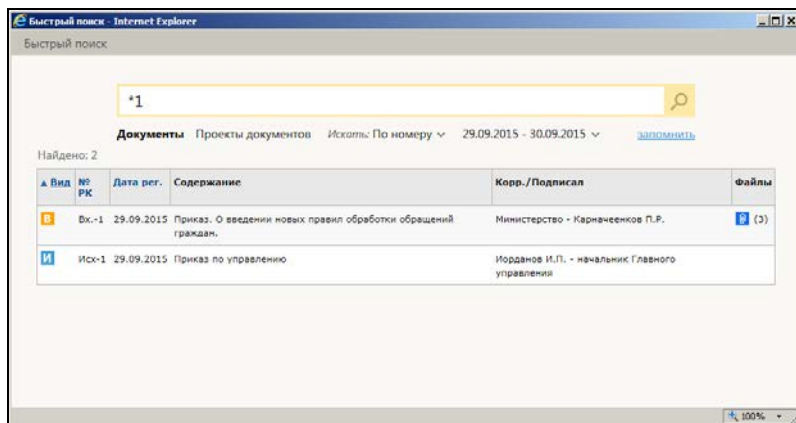 Быстрый поиск - Internet Explorer
Быстрый поиск
*1
Документы Проекты документов Искать: По номеру 29.09.2015 - 30.09.2015 запомнить
Найдено: 2
▲ Вид № РК Дата рег. Содержание Корр./Подписал Файлы
В Вх.-1 29.09.2015 Приказ. О введении новых правил обработки обращений Министерство - Карначеенков П.Р. (3)
граждан.
И Исх-1 29.09.2015 Приказ по управлению Иорданов И.П. - начальник Главного
управления
100%